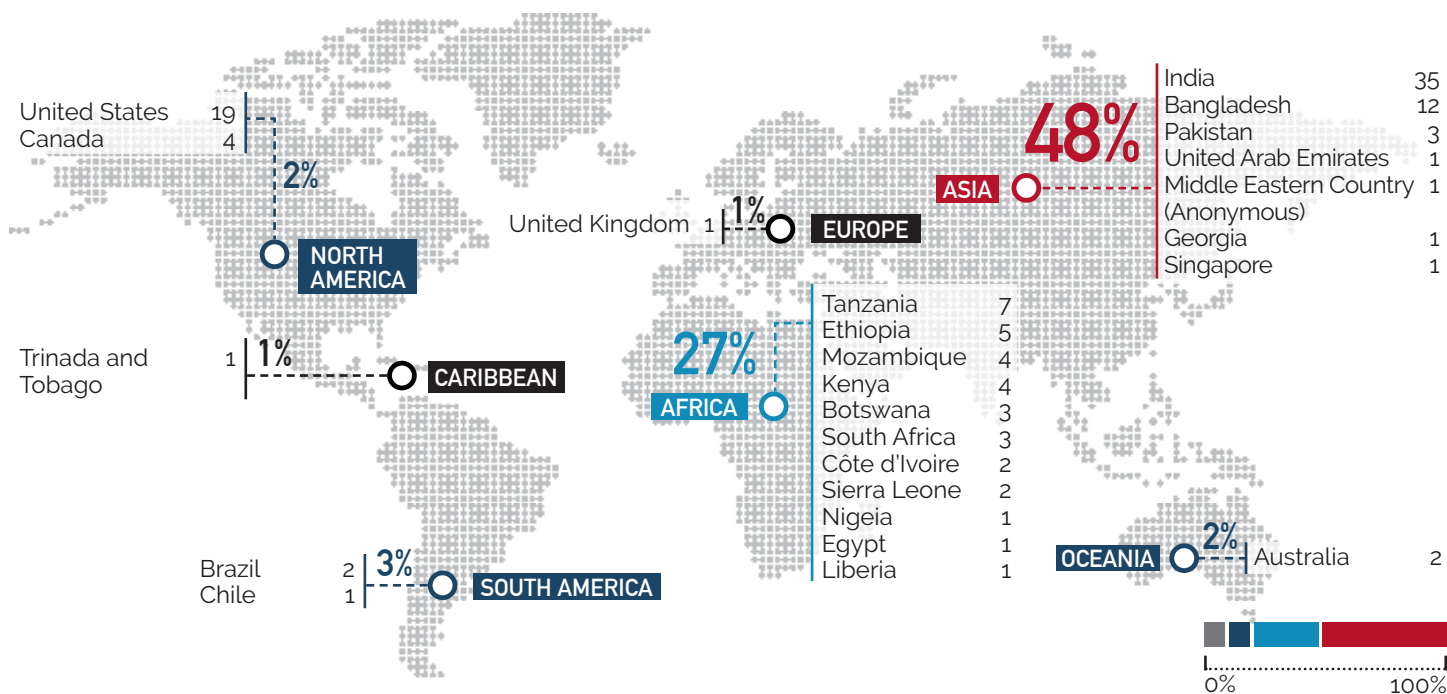 United States 19
Canada 4
2%
NORTH
AMERICA
Trinada and 1
Tobago
1%
CARIBBEAN
Brazil 2
Chile 1
3%
SOUTH AMERICA
United Kingdom 1
1%
EUROPE
48%
ASIA
India 35
Bangladesh 12
Pakistan 3
United Arab Emirates 1
Middle Eastern Country 1
(Anonymous)
Georgia 1
Singapore 1
27%
AFRICA
Tanzania 7
Ethiopia 5
Mozambique 4
Kenya 4
Botswana 3
South Africa 3
Côte d'Ivoire 2
Sierra Leone 2
Nigeia 1
Egypt 1
Liberia 1
OCEANIA
2%
Australia 2
0% 100%